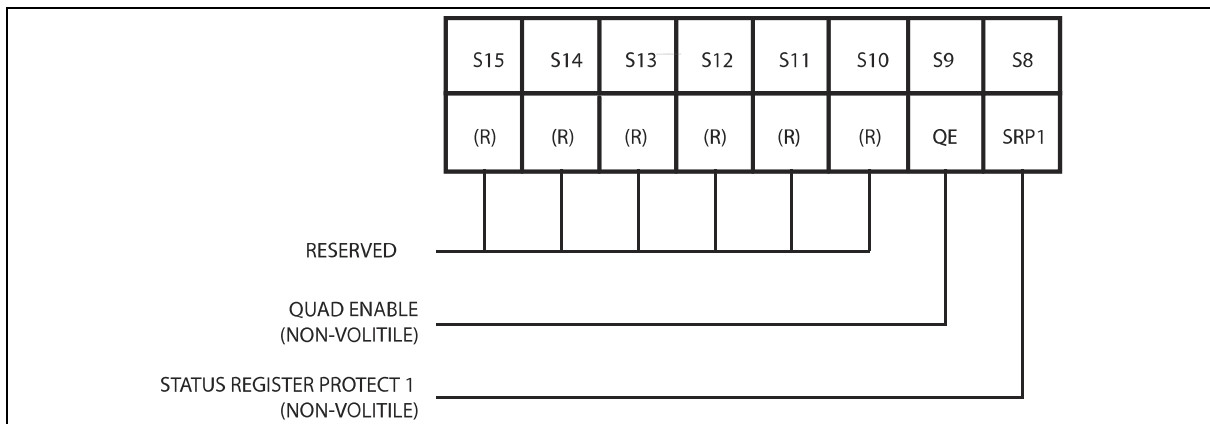 S15 S14 S13 S12 S11 S10 S9 S8
(R) (R) (R) (R) (R) (R) QE SRP1
RESERVED
QUAD ENABLE
(NON-VOLITILE)
STATUS REGISTER PROTECT 1
(NON-VOLITILE)